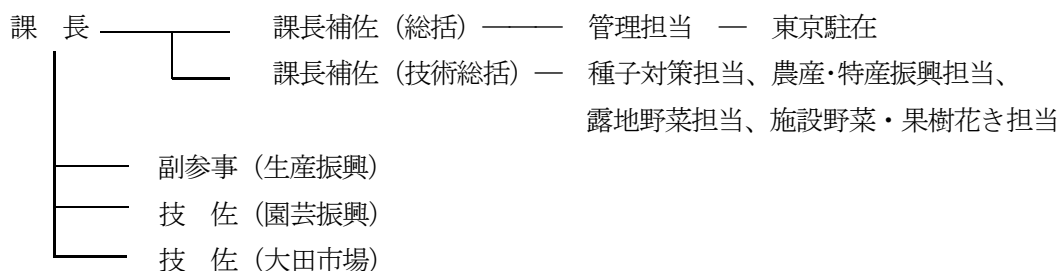 課　長　課長補佐（総括）　管理担当　―　東京駐在
課長補佐（技術総括）―　種子対策担当、農産・特産振興担当、
露地野菜担当、施設野菜・果樹花き担当
副参事（生産振興）
技　佐（園芸振興）
技　佐（大田市場）